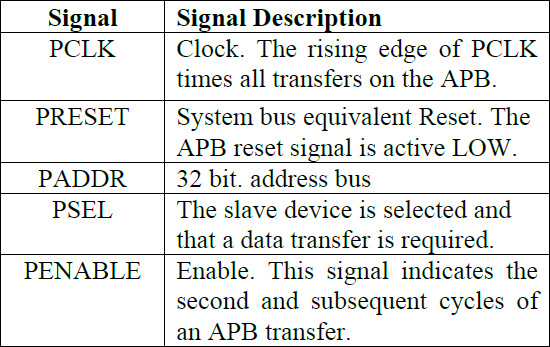 Signal Signal Description
PCLK Clock. The rising edge of PCLK
times all transfers on the APB.
PRESET System bus equivalent Reset. The
APB reset signal is active LOW.
PADDR 32 bit. address bus
PSEL The slave device is selected and
that a data transfer is required.
PENABLE Enable. This signal indicates the
second and subsequent cycles of
an APB transfer.